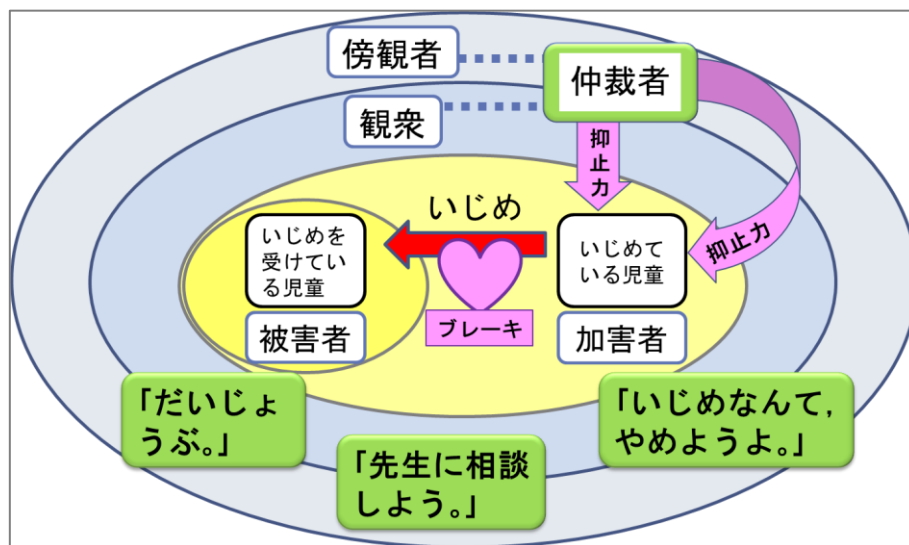 傍観者
仲裁者
観衆
抑止力
抑止力
いじめ
いじめを
受けてい
る児童
いじめて
いる児童
ブレーキ
被害者
加害者
「だいじょ
うぶ。」
「いじめなんて,
やめようよ。」
「先生に相談
しよう。」